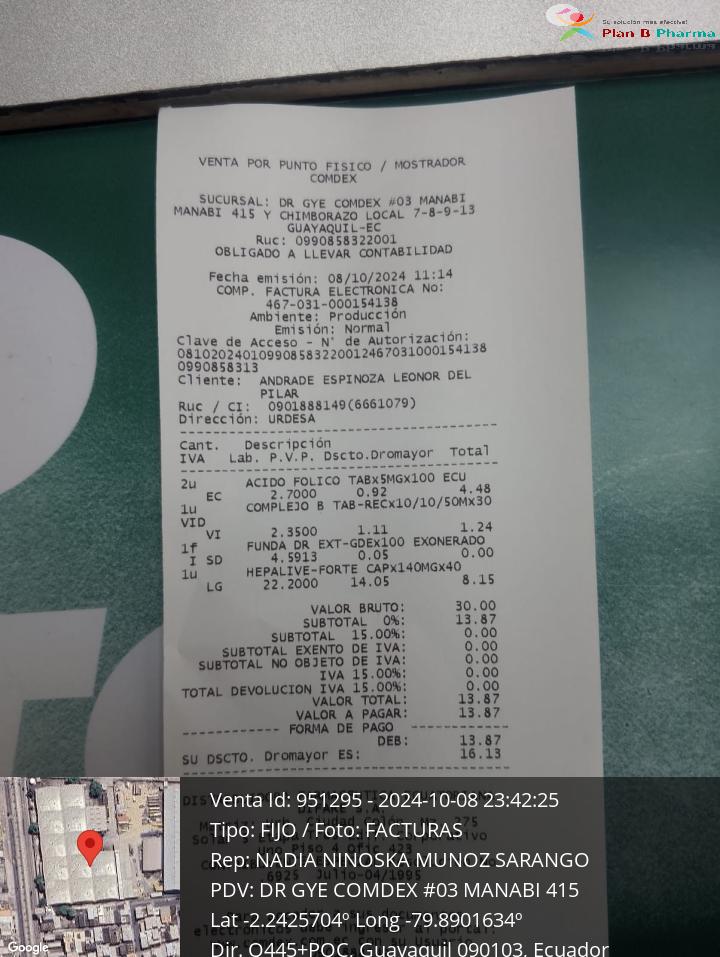 Su solución más efectiva!
Plan B Pharma
VENTA POR PUNTO FISICO / MOSTRADOR
COMDEX
SUCURSAL: DR GYE COMDEX #03 MANABI
MANABI 415 Y CHIMBORAZO LOCAL 7-8-9-13
GUAYAQUIL-EC
Ruc: 0990858322001
OBLIGADO A LLEVAR CONTABILIDAD
Fecha emisión: 08/10/2024 11:14
COMP. FACTURA ELECTRONICA No:
467-031-000154138
Ambiente: Producción
Emisión: Normal
Clave de Acceso - N° de Autorización:
081020240109908583220012467031000154138
0990858313
Cliente: ANDRADE ESPINOZA LEONOR DEL
PILAR
Ruc / CI: 0901888149(6661079)
Dirección: URDESA
Cant. Descripción
IVA Lab. P.V.P. Dscto.Dromayor Total
2u ACIDO FOLICO TABx5MGx100 ECU
EC 2.7000 0.92 4.48
1u COMPLEJO B TAB-RECx10/10/50Mx30
VID
VI 2.3500 1.11 1.24
1f FUNDA DR EXT-GDEx100 EXONERADO
I SD 4.5913 0.05 0.00
1u HEPALIVE-FORTE CAPx140MGx40
LG 22.2000 14.05 8.15
VALOR BRUTO: 30.00
SUBTOTAL 0%: 13.87
SUBTOTAL 15.00%: 0.00
SUBTOTAL EXENTO DE IVA: 0.00
SUBTOTAL NO OBJETO DE IVA: 0.00
IVA 15.00%: 0.00
TOTAL DEVOLUCION IVA 15.00%: 0.00
VALOR TOTAL: 13.87
VALOR A PAGAR: 13.87
---------- FORMA DE PAGO ----------
DEB: 13.87
SU DSCTO. Dromayor ES: 16.13
Venta Id: 951295 - 2024-10-08 23:42:25
Tipo: FIJO / Foto: FACTURAS
Rep: NADIA NINOSKA MUNOZ SARANGO
PDV: DR GYE COMDEX #03 MANABI 415
Lat -2.2425704º Long -79.8901634º
Dir. Q445+PQG, Guayaquil 090103, Ecuador
Google